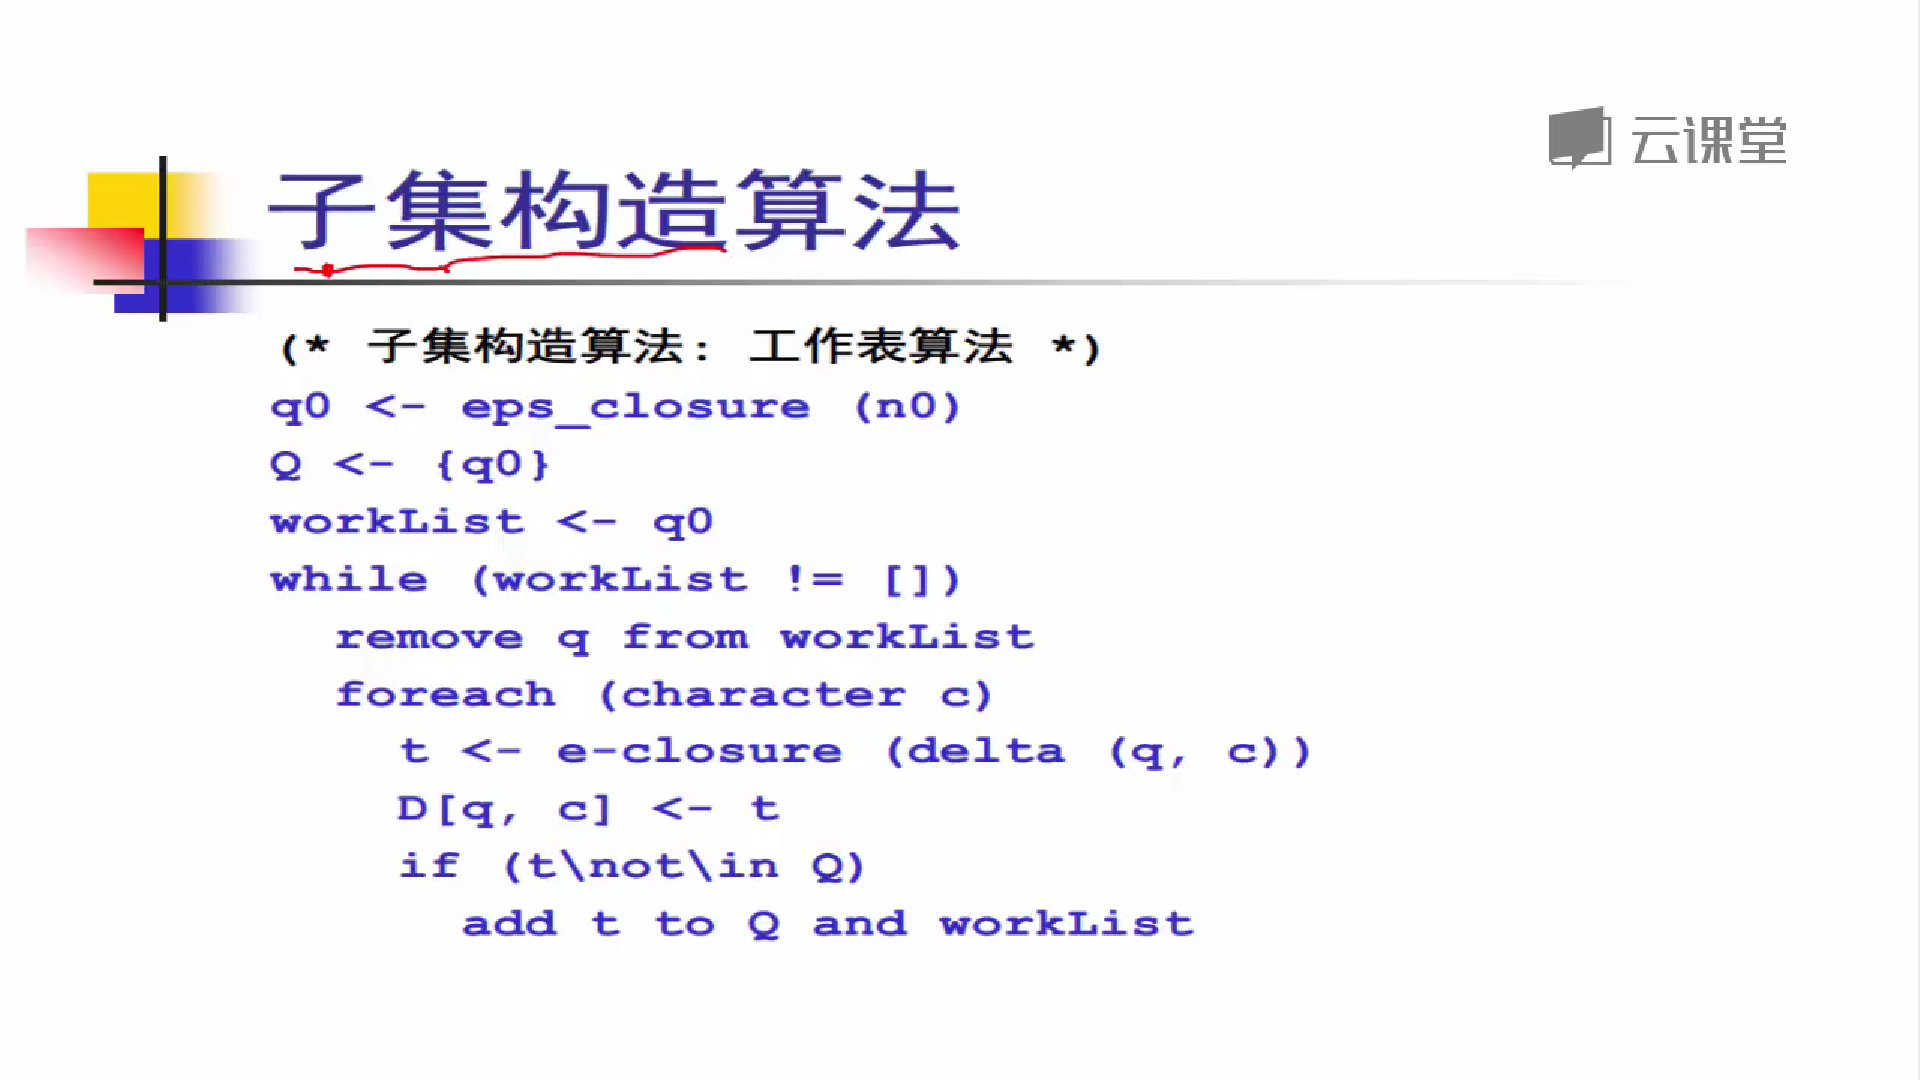 云课堂
子集构造算法
(* 子集构造算法: 工作表算法 *)
q0 <- eps_closure (n0)
Q <- {q0}
workList <- q0
while (workList != [])
remove q from workList
foreach (character c)
t <- e-closure (delta (q, c))
D[q, c] <- t
if (t\not\in Q)
add t to Q and workList